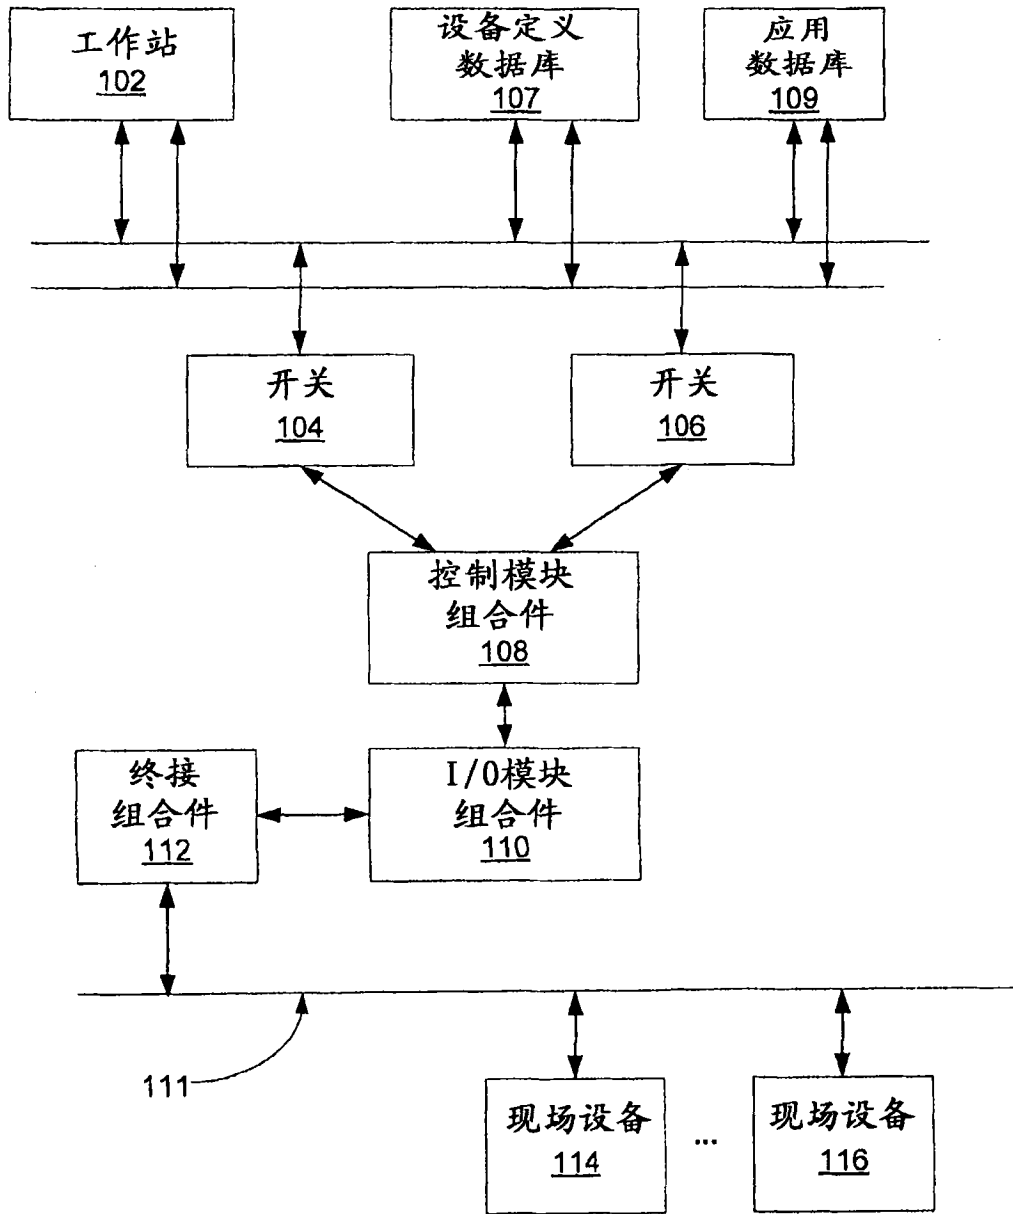 工作站
102
设备定义
数据库
107
应用
数据库
109
开关
104
开关
106
控制模块
组合件
108
终接
组合件
112
I/O模块
组合件
110
111
现场设备
114
...
现场设备
116